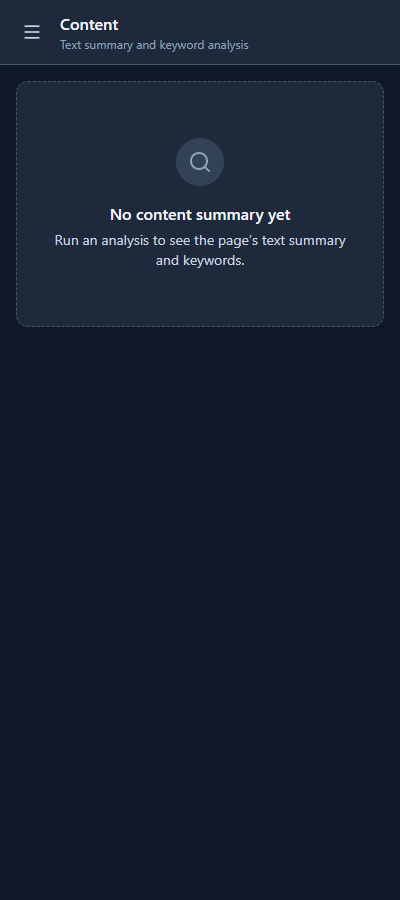 Content
Text summary and keyword analysis
No content summary yet
Run an analysis to see the page’s text summary
and keywords.